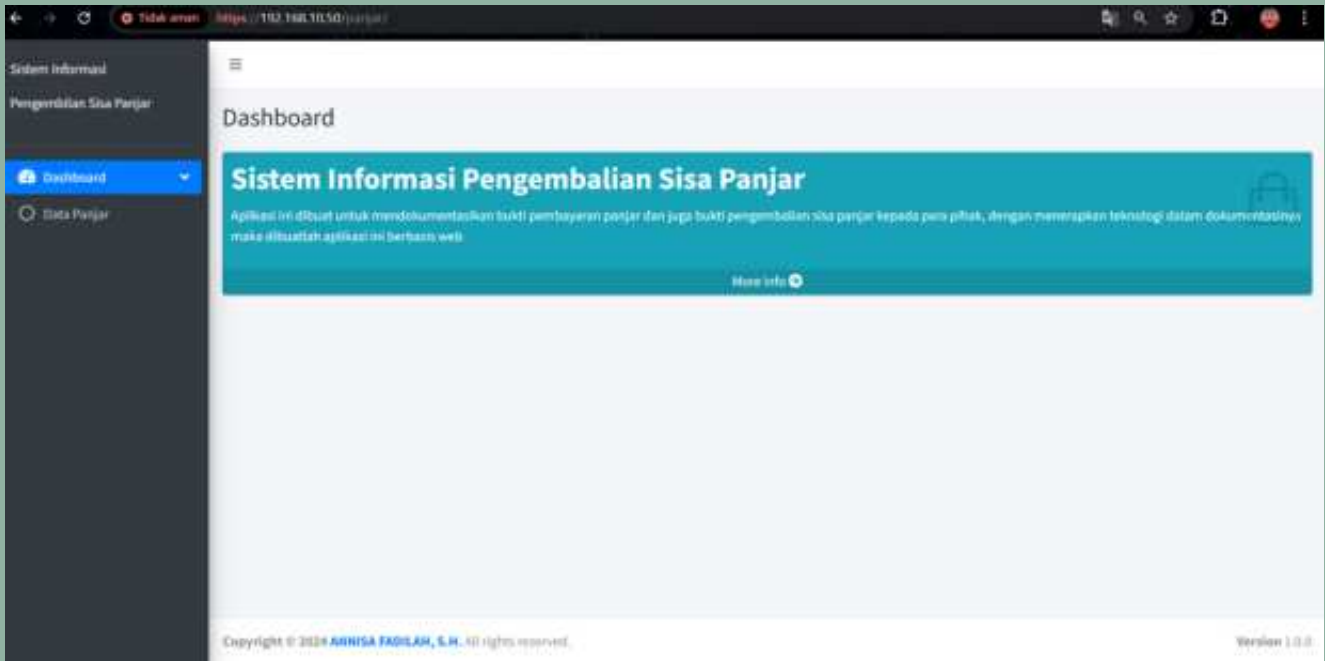 Tidak aman https://192.168.10.50/panjar/
Sistem Informasi
Pengembilan Sisa Panjar
Dashboard
Data Panjar
Dashboard
Sistem Informasi Pengembalian Sisa Panjar
Aplikasi ini dibuat untuk mendokumentasikan bukti pembayaran panjar dan juga bukti pengembalian sisa panjar kepada para pihak, dengan menerapkan teknologi dalam dokumentasinya
maka dibuatlah aplikasi ini berbasis web
More info
Copyright © 2024 ANNISA FADILAH, S.H. All rights reserved.
Version 1.0.0